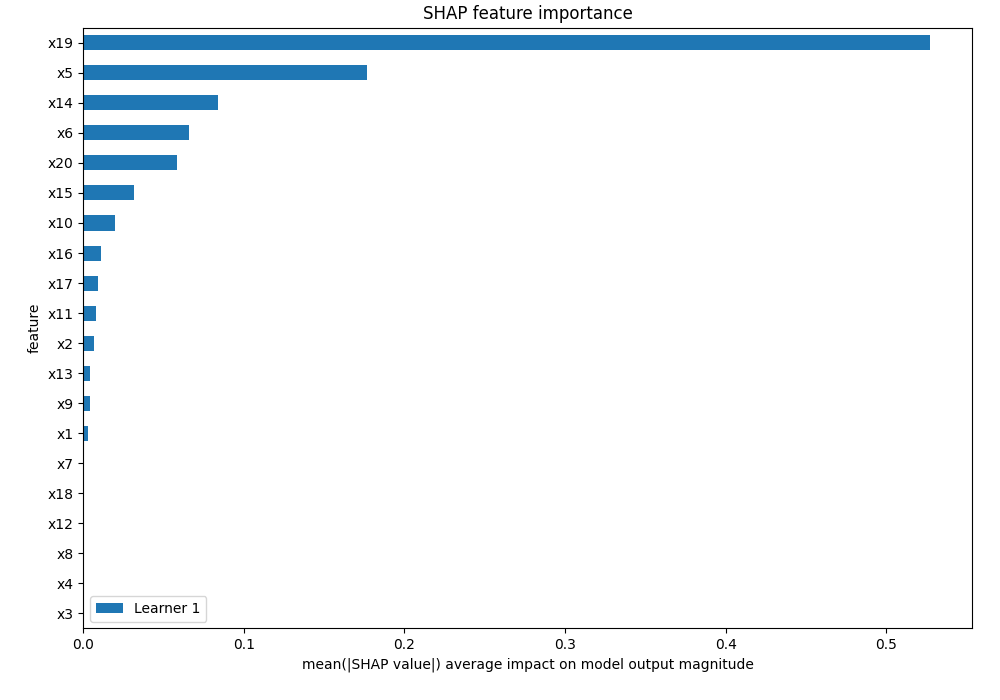 SHAP feature importance
x19
x5
x14
x6
x20
x15
x10
x16
x17
x11
x2
x13
x9
x1
x7
x18
x12
x8
x4
x3
feature
Learner 1
0.0 0.1 0.2 0.3 0.4 0.5
mean(|SHAP value|) average impact on model output magnitude